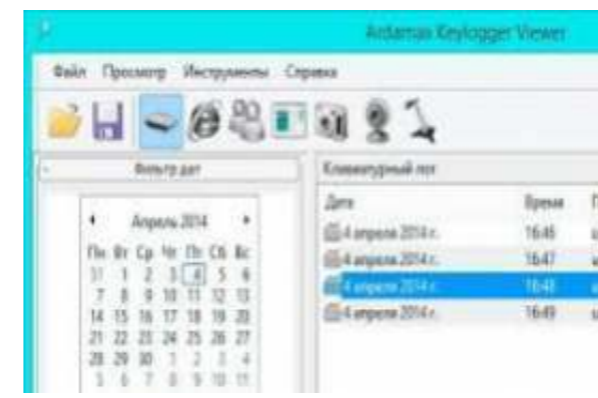 Ardamax Keylogger Viewer
Файл Просмотр Инструменты Справка
Фильтр дат
Клавиатурный лог
Апрель 2014
Дата Время П
Пн Вт Ср Чт Пт Сб Вс
31 1 2 3 4 5 6
7 8 9 10 11 12 13
14 15 16 17 18 19 20
21 22 23 24 25 26 27
28 29 30 1 2 3 4
5 6 7 8 9 10 11
4 апреля 2014 г. 16:46
4 апреля 2014 г. 16:47
4 апреля 2014 г. 16:48
4 апреля 2014 г. 16:49